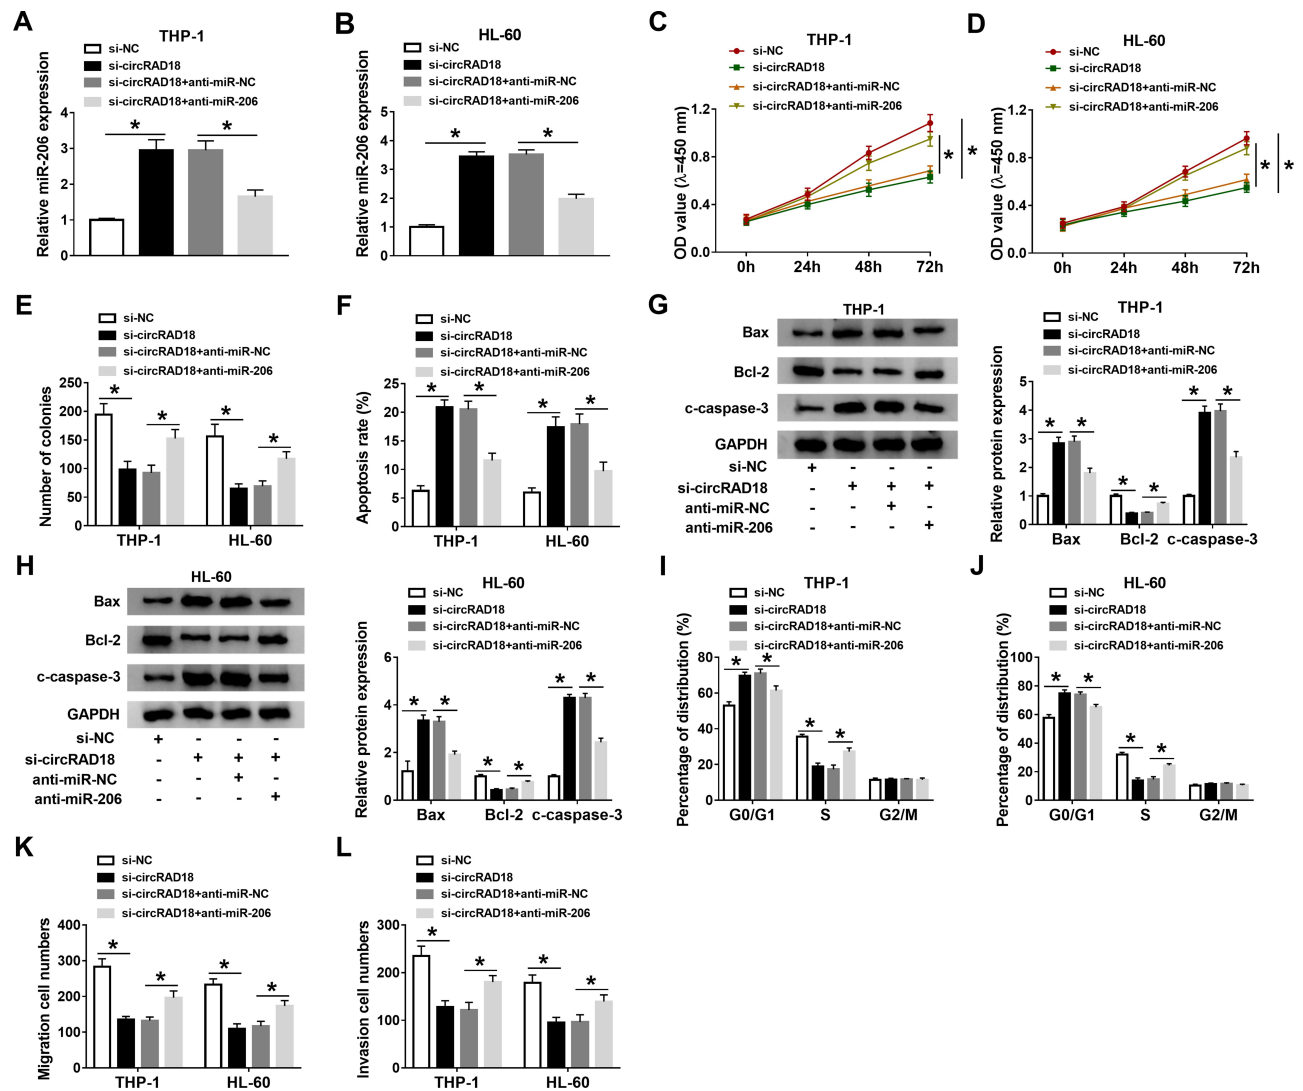 A
THP-1
si-NC
si-circRAD18
si-circRAD18+anti-miR-NC
si-circRAD18+anti-miR-206
Relative miR-206 expression
4
3
2
1
0
*
*
B
HL-60
si-NC
si-circRAD18
si-circRAD18+anti-miR-NC
si-circRAD18+anti-miR-206
Relative miR-206 expression
5
4
3
2
1
0
*
*
C
THP-1
si-NC
si-circRAD18
si-circRAD18+anti-miR-NC
si-circRAD18+anti-miR-206
OD value (λ=450 nm)
1.2
0.8
0.4
0.0
0h 24h 48h 72h
* *
D
HL-60
si-NC
si-circRAD18
si-circRAD18+anti-miR-NC
si-circRAD18+anti-miR-206
OD value (λ=450 nm)
1.2
0.8
0.4
0.0
0h 24h 48h 72h
* *
E
si-NC
si-circRAD18
si-circRAD18+anti-miR-NC
si-circRAD18+anti-miR-206
Number of colonies
250
200
150
100
50
0
* * * *
THP-1 HL-60
F
si-NC
si-circRAD18
si-circRAD18+anti-miR-NC
si-circRAD18+anti-miR-206
Apoptosis rate (%)
25
20
15
10
5
0
* * * *
THP-1 HL-60
G
THP-1
Bax
Bcl-2
c-caspase-3
GAPDH
si-NC + - - -
si-circRAD18 - + + +
anti-miR-NC - - + -
anti-miR-206 - - - +
THP-1
si-NC
si-circRAD18
si-circRAD18+anti-miR-NC
si-circRAD18+anti-miR-206
Relative protein expression
5
4
3
2
1
0
* * * * * *
Bax Bcl-2 c-caspase-3
H
HL-60
Bax
Bcl-2
c-caspase-3
GAPDH
si-NC + - - -
si-circRAD18 - + + +
anti-miR-NC - - + -
anti-miR-206 - - - +
HL-60
si-NC
si-circRAD18
si-circRAD18+anti-miR-NC
si-circRAD18+anti-miR-206
Relative protein expression
6
4
2
0
* * * * * *
Bax Bcl-2 c-caspase-3
I
THP-1
si-NC
si-circRAD18
si-circRAD18+anti-miR-NC
si-circRAD18+anti-miR-206
Percentage of distribution (%)
80
60
40
20
0
* * * *
G0/G1 S G2/M
J
HL-60
si-NC
si-circRAD18
si-circRAD18+anti-miR-NC
si-circRAD18+anti-miR-206
Percentage of distribution (%)
100
80
60
40
20
0
* * * *
G0/G1 S G2/M
K
si-NC
si-circRAD18
si-circRAD18+anti-miR-NC
si-circRAD18+anti-miR-206
Migration cell numbers
400
300
200
100
0
* * * *
THP-1 HL-60
L
si-NC
si-circRAD18
si-circRAD18+anti-miR-NC
si-circRAD18+anti-miR-206
Invasion cell numbers
300
200
100
0
* * * *
THP-1 HL-60